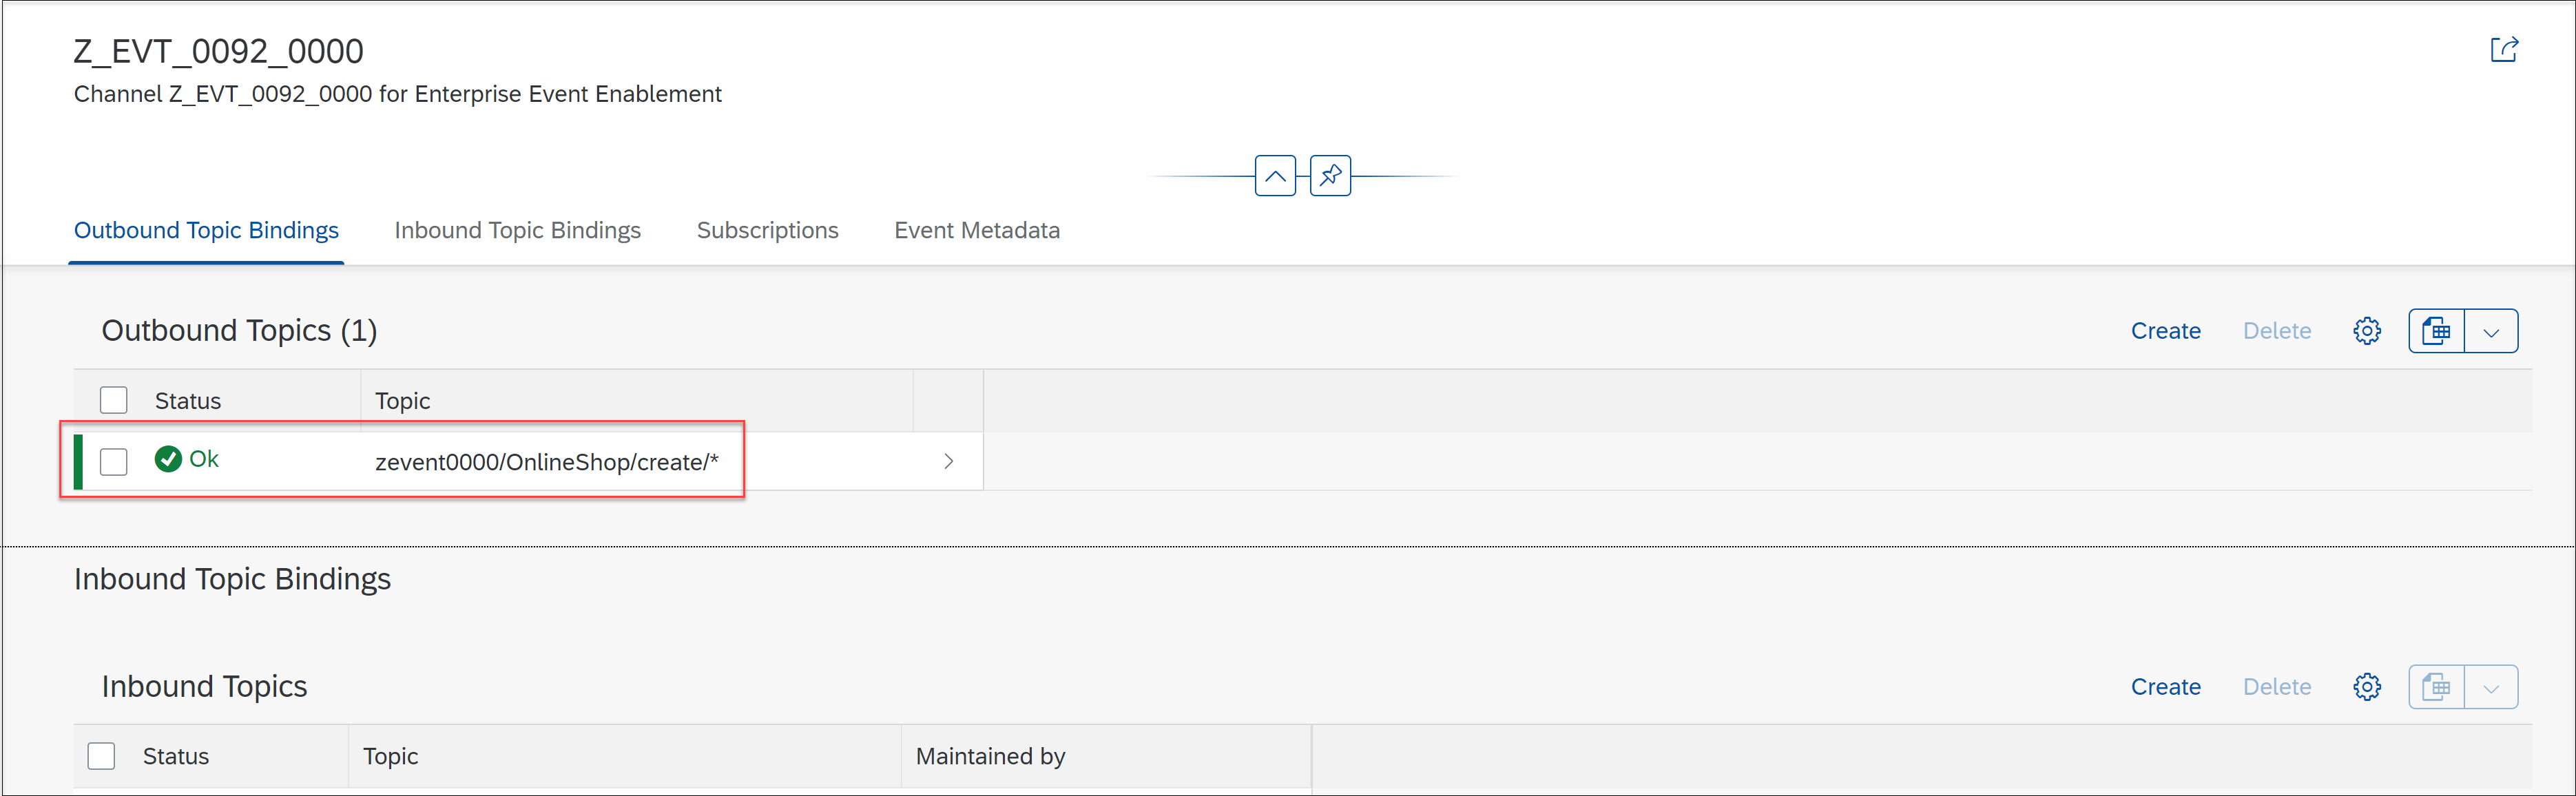 Z_EVT_0092_0000
Channel Z_EVT_0092_0000 for Enterprise Event Enablement
Outbound Topic Bindings Inbound Topic Bindings Subscriptions Event Metadata
Outbound Topics (1) Create Delete
Status Topic
Ok zevent0000/OnlineShop/create/*
Inbound Topic Bindings
Inbound Topics Create Delete
Status Topic Maintained by